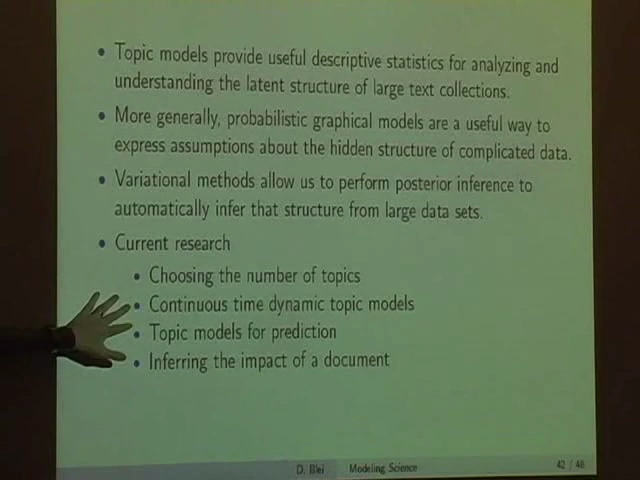 Topic models provide useful descriptive statistics for analyzing and
understanding the latent structure of large text collections.
More generally, probabilistic graphical models are a useful way to
express assumptions about the hidden structure of complicated data.
Variational methods allow us to perform posterior inference to
automatically infer that structure from large data sets.
Current research
Choosing the number of topics
Continuous time dynamic topic models
Topic models for prediction
Inferring the impact of a document
D. Blei Modeling Science 42 / 46